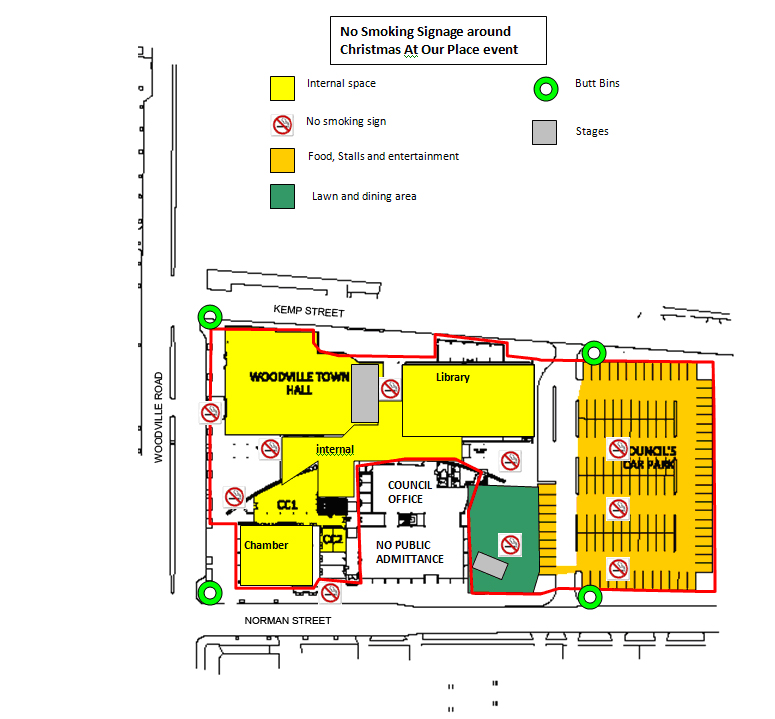 No Smoking Signage around
Christmas At Our Place event
Internal space
Butt Bins
No smoking sign
Stages
Food, Stalls and entertainment
Lawn and dining area
KEMP STREET
WOODVILLE ROAD
WOODVILLE TOWN
HALL
Library
internal
COUNCIL'S
CAR PARK
COUNCIL
OFFICE
CC1
CC2
Chamber
NO PUBLIC
ADMITTANCE
NORMAN STREET